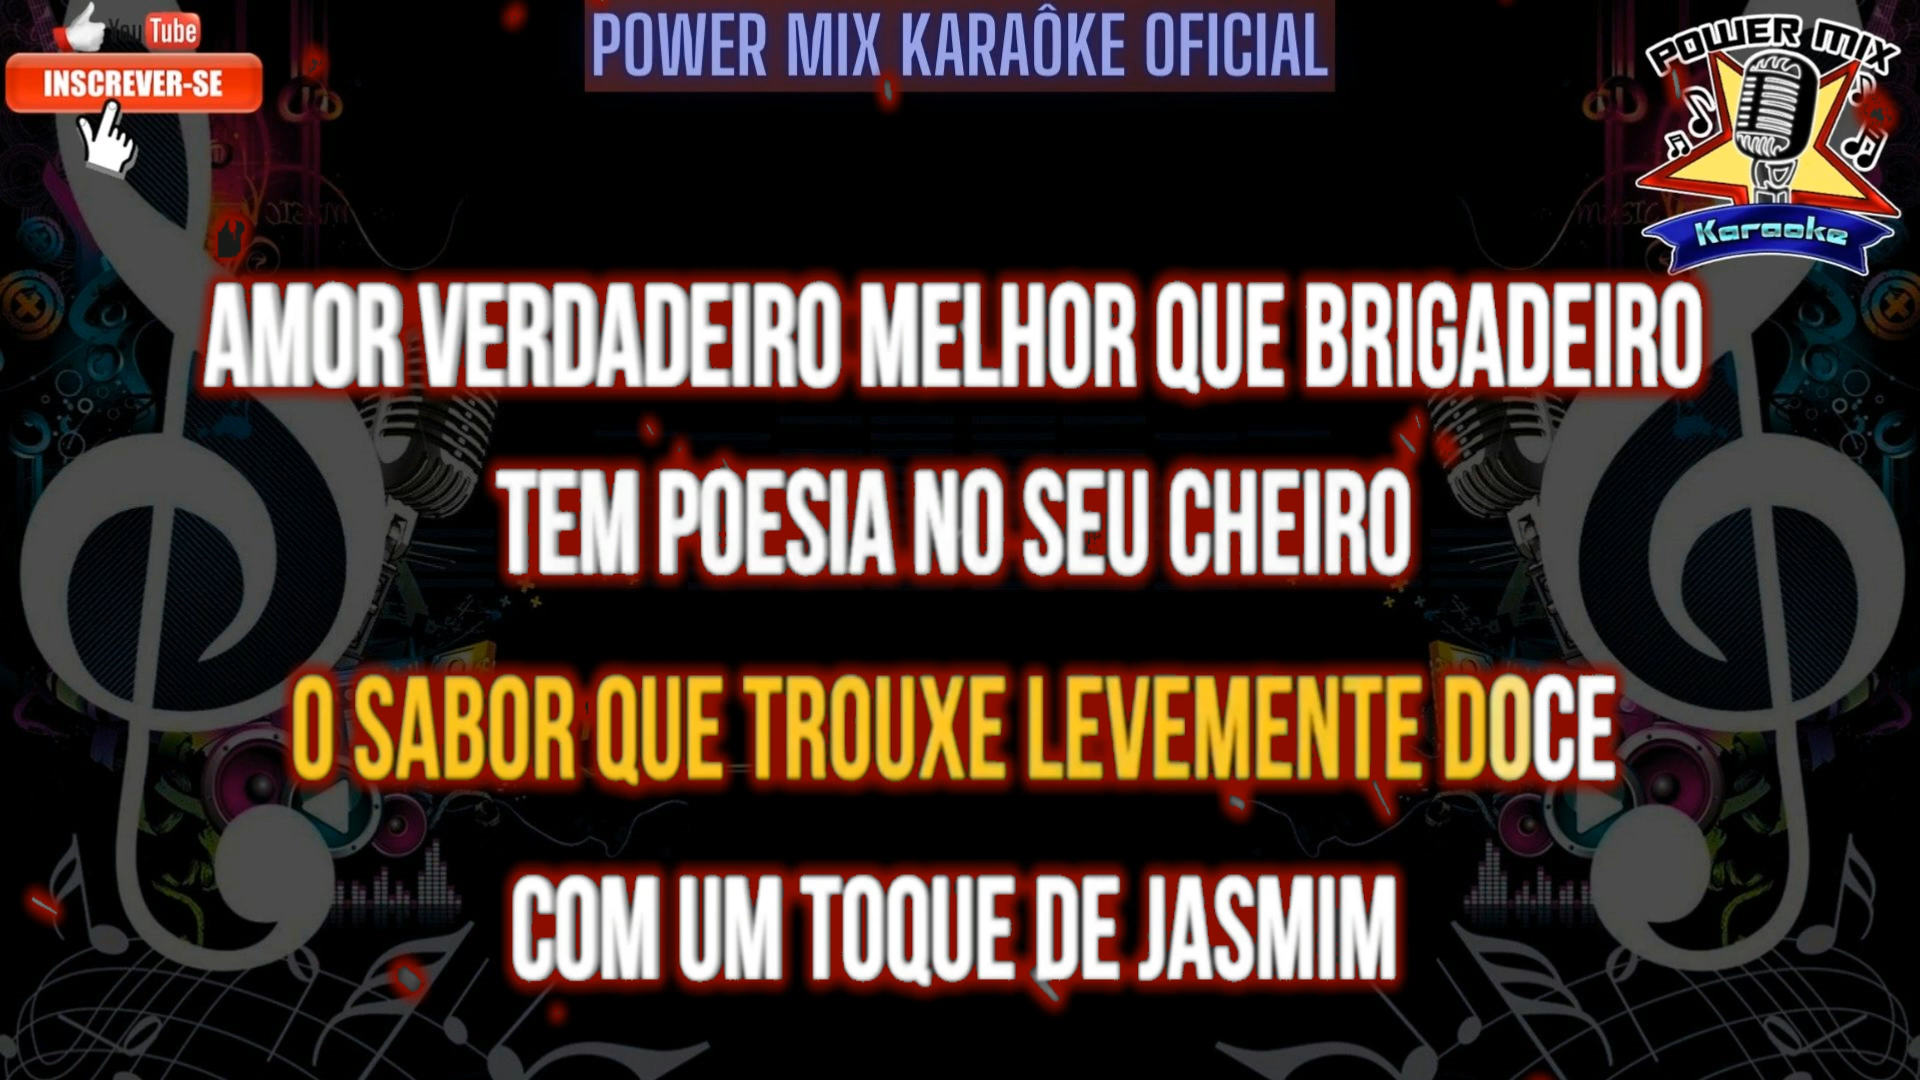 You Tube
INSCREVER-SE
POWER MIX KARAÔKE OFICIAL
POWER MIX
Karaoke
AMOR VERDADEIRO MELHOR QUE BRIGADEIRO
TEM POESIA NO SEU CHEIRO
O SABOR QUE TROUXE LEVEMENTE DOCE
COM UM TOQUE DE JASMIM